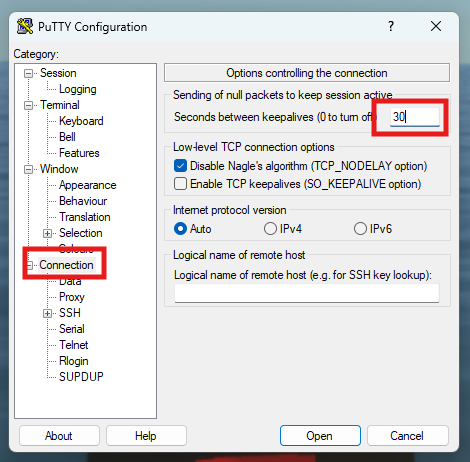 PuTTY Configuration
?
Category:
Session
Logging
Terminal
Keyboard
Bell
Features
Window
Appearance
Behaviour
Translation
Selection
Colours
Connection
Data
Proxy
SSH
Serial
Telnet
Rlogin
SUPDUP
Options controlling the connection
Sending of null packets to keep session active
Seconds between keepalives (0 to turn off)
30
Low-level TCP connection options
Disable Nagle's algorithm (TCP_NODELAY option)
Enable TCP keepalives (SO_KEEPALIVE option)
Internet protocol version
Auto IPv4 IPv6
Logical name of remote host
Logical name of remote host (e.g. for SSH key lookup):
About Help Open Cancel